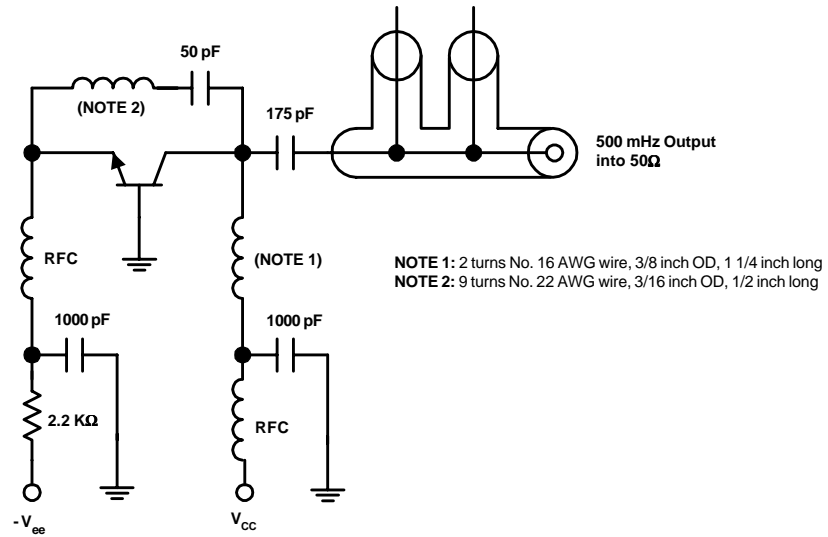 50 pF
(NOTE 2)
175 pF
500 mHz Output
into 50Ω
RFC
(NOTE 1)
NOTE 1: 2 turns No. 16 AWG wire, 3/8 inch OD, 1 1/4 inch long
NOTE 2: 9 turns No. 22 AWG wire, 3/16 inch OD, 1/2 inch long
1000 pF
1000 pF
2.2 KΩ
RFC
- Vee
VCC